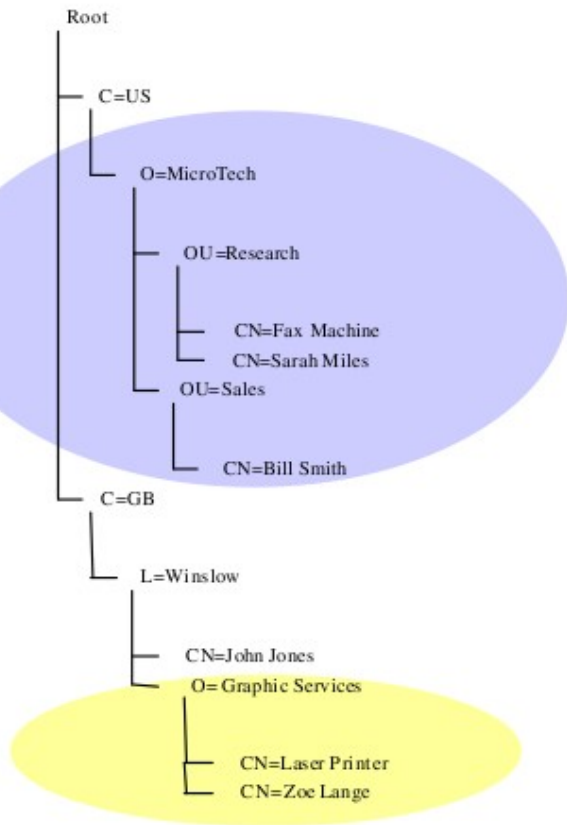 Root
C=US
O=MicroTech
OU=Research
CN=Fax Machine
CN=Sarah Miles
OU=Sales
CN=Bill Smith
C=GB
L=Winslow
CN=John Jones
O= Graphic Services
CN=Laser Printer
CN=Zoe Lange